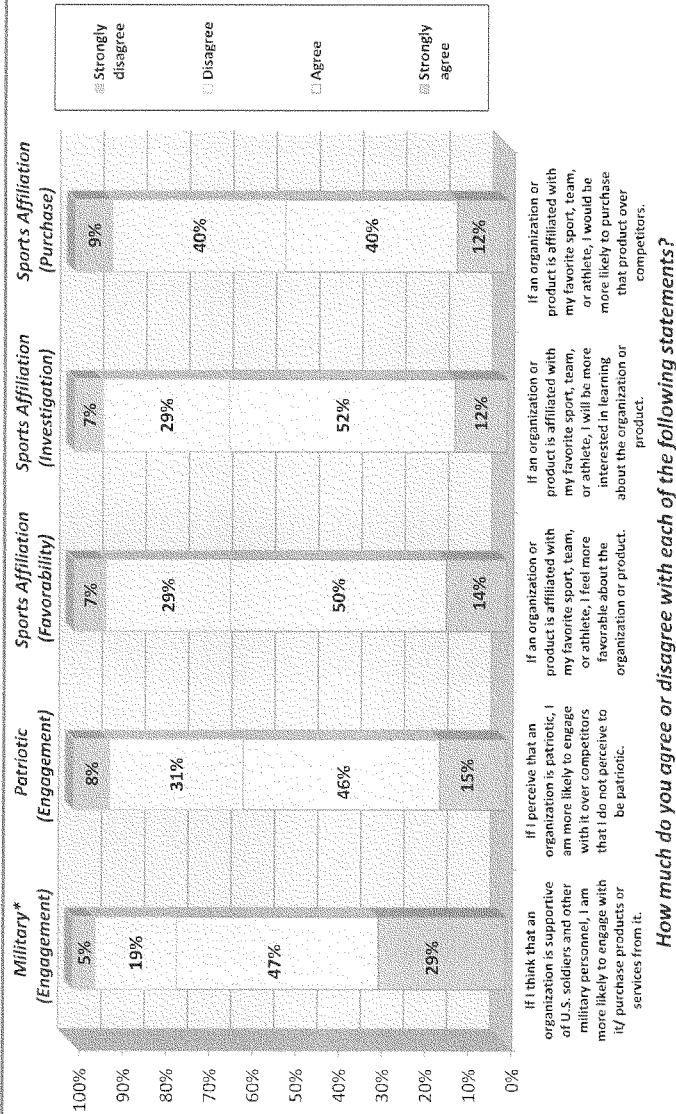 Military*
(Engagement)
Patriotic
(Engagement)
Sports Affiliation
(Favorability)
Sports Affiliation
(Investigation)
Sports Affiliation
(Purchase)
100%
90%
80%
70%
60%
50%
40%
30%
20%
10%
0%
5%
19%
47%
29%
8%
31%
46%
15%
7%
29%
50%
14%
7%
29%
52%
12%
9%
40%
40%
12%
Strongly
disagree
Disagree
Agree
Strongly
agree
If I think that an
organization is supportive
of U.S. soldiers and other
military personnel, I am
more likely to engage with
it/ purchase products or
services from it.
If I perceive that an
organization is patriotic, I
am more likely to engage
with it over competitors
that I do not perceive to
be patriotic.
If an organization or
product is affiliated with
my favorite sport, team,
or athlete, I feel more
favorable about the
organization or product.
If an organization or
product is affiliated with
my favorite sport, team,
or athlete, I will be more
interested in learning
about the organization or
product.
If an organization or
product is affiliated with
my favorite sport, team,
or athlete, I would be
more likely to purchase
that product over
competitors.
How much do you agree or disagree with each of the following statements?